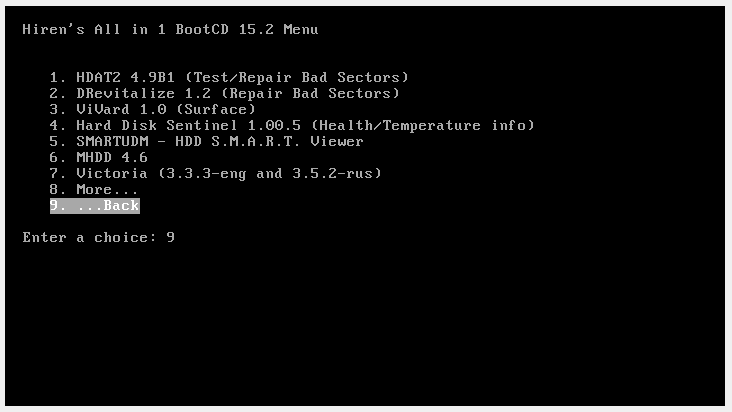 Hiren's All in 1 BootCD 15.2 Menu
1. HDAT2 4.9B1 (Test/Repair Bad Sectors)
2. DRevitalize 1.2 (Repair Bad Sectors)
3. ViVard 1.0 (Surface)
4. Hard Disk Sentinel 1.00.5 (Health/Temperature info)
5. SMARTUDM - HDD S.M.A.R.T. Viewer
6. MHDD 4.6
7. Victoria (3.3.3-eng and 3.5.2-rus)
8. More...
9. ...Back
Enter a choice: 9